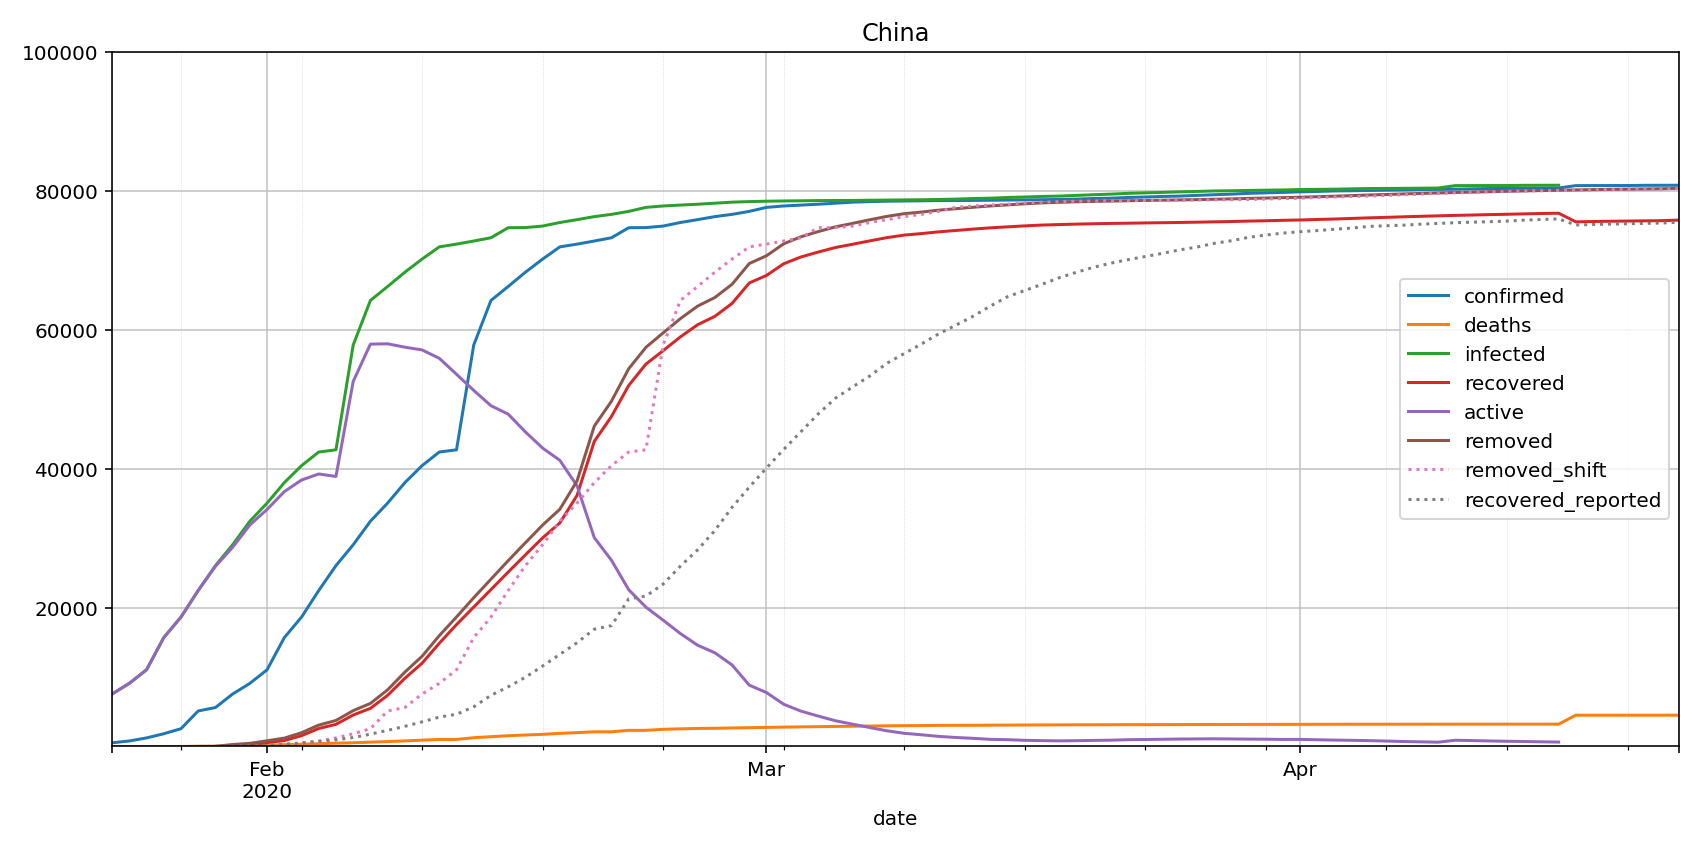 China
100000
80000
60000
40000
20000
confirmed
deaths
infected
recovered
active
removed
removed_shift
recovered_reported
Feb
2020
Mar
Apr
date